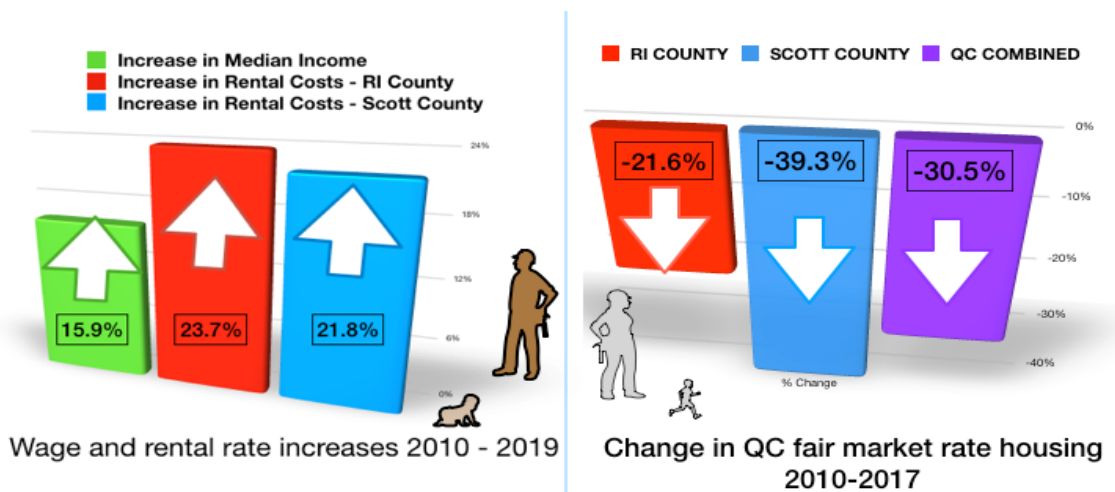 Increase in Median Income
Increase in Rental Costs - RI County
Increase in Rental Costs - Scott County
24%
18%
12%
6%
0%
15.9%
23.7%
21.8%
Wage and rental rate increases 2010 - 2019
RI COUNTY SCOTT COUNTY QC COMBINED
0%
-10%
-20%
-30%
-40%
-21.6%
-39.3%
-30.5%
% Change
Change in QC fair market rate housing
2010-2017